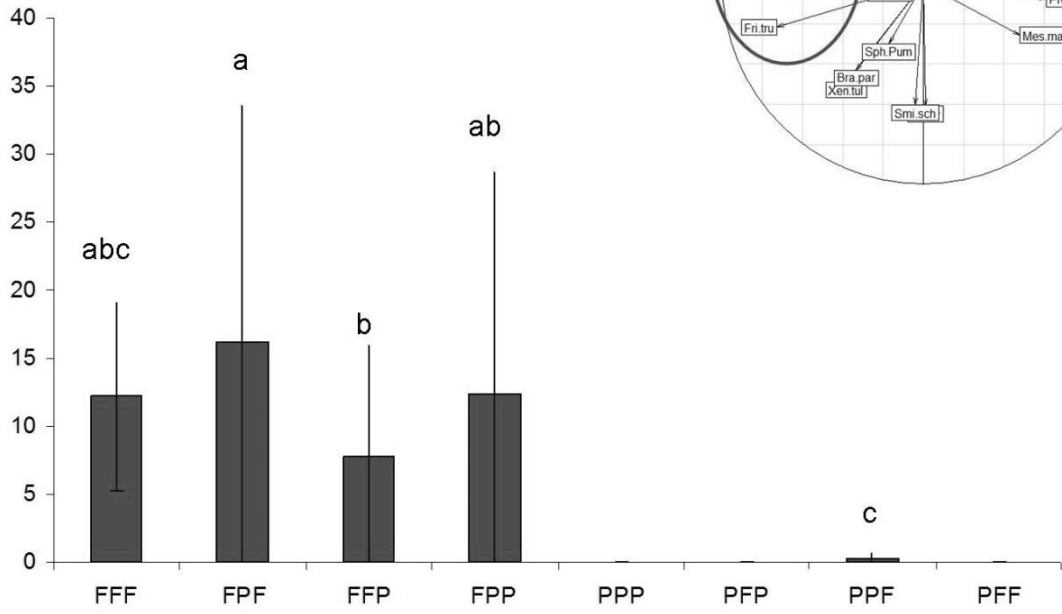 40
Fri.tru
Mes.ma
Sph.Pum
Bra.par
Xen.tul
Smi.sch
35
a
30
ab
25
abc
20
b
15
10
5
c
0
FFF FPF FFP FPP PPP PFP PPF PFF